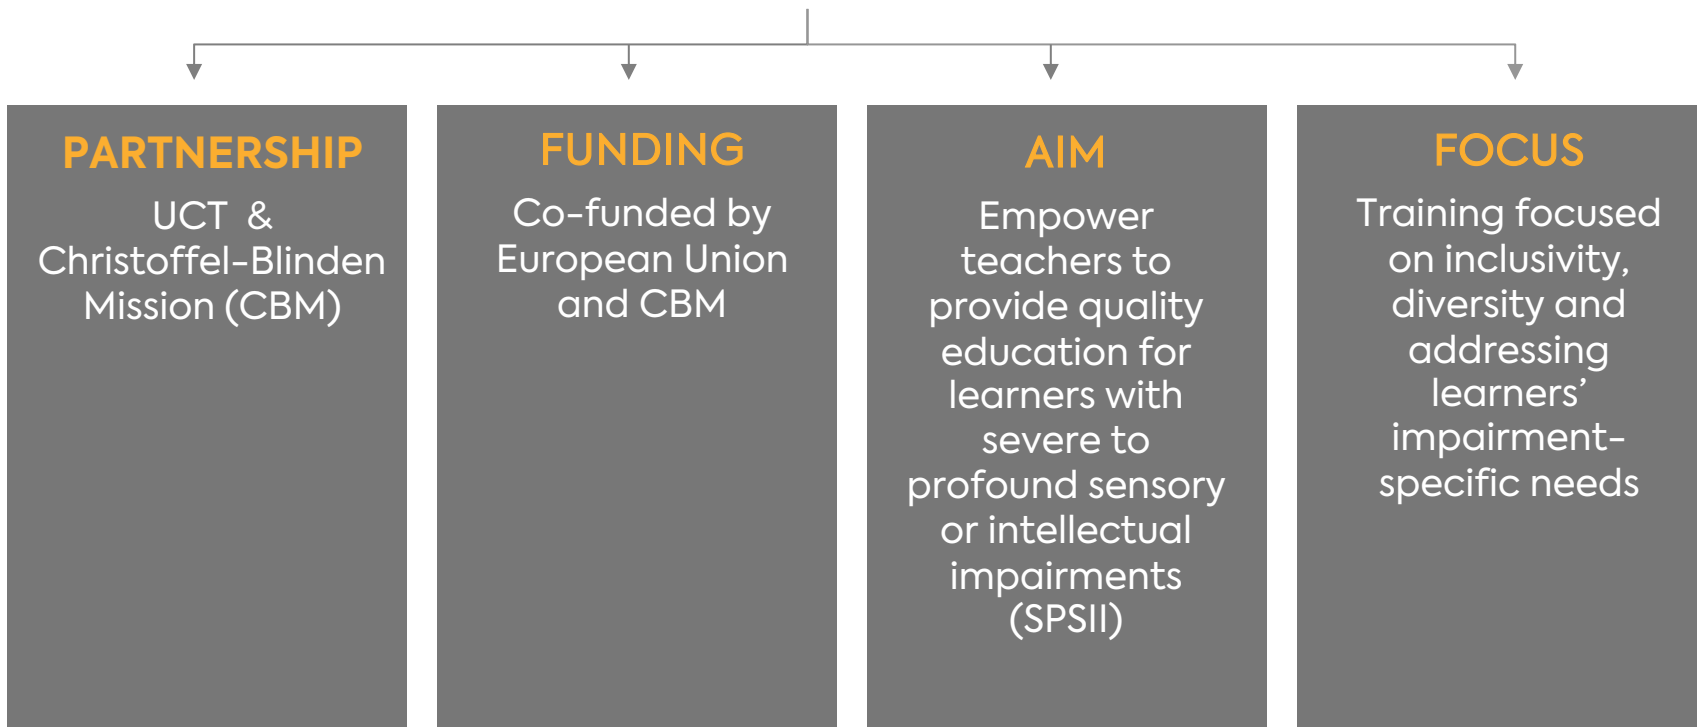 PARTNERSHIP
UCT &
Christoffel-Blinden
Mission (CBM)
FUNDING
Co-funded by
European Union
and CBM
AIM
Empower
teachers to
provide quality
education for
learners with
severe to
profound sensory
or intellectual
impairments
(SPSII)
FOCUS
Training focused
on inclusivity,
diversity and
addressing
learners’
impairment-
specific needs